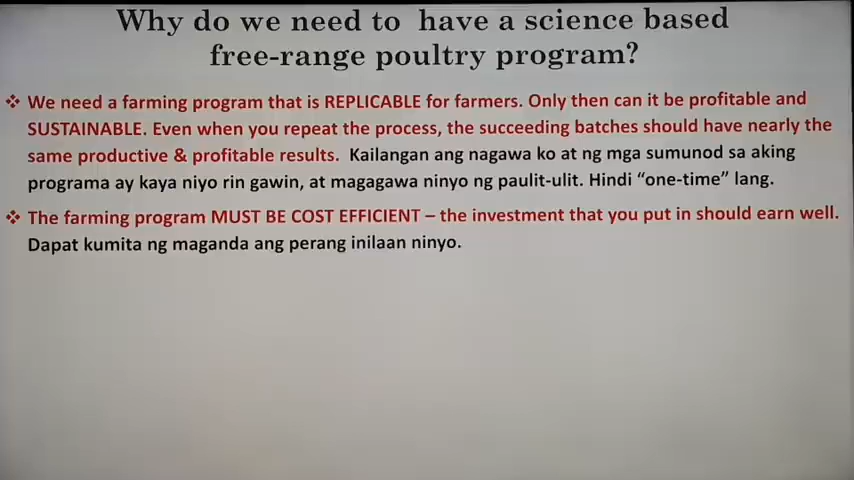 Why do we need to have a science based
free-range poultry program?
❖ We need a farming program that is REPLICABLE for farmers. Only then can it be profitable and
SUSTAINABLE. Even when you repeat the process, the succeeding batches should have nearly the
same productive & profitable results. Kailangan ang nagawa ko at ng mga sumunod sa aking
programa ay kaya niyo rin gawin, at magagawa ninyo ng paulit-ulit. Hindi “one-time” lang.
❖ The farming program MUST BE COST EFFICIENT – the investment that you put in should earn well.
Dapat kumita ng maganda ang perang inilaan ninyo.